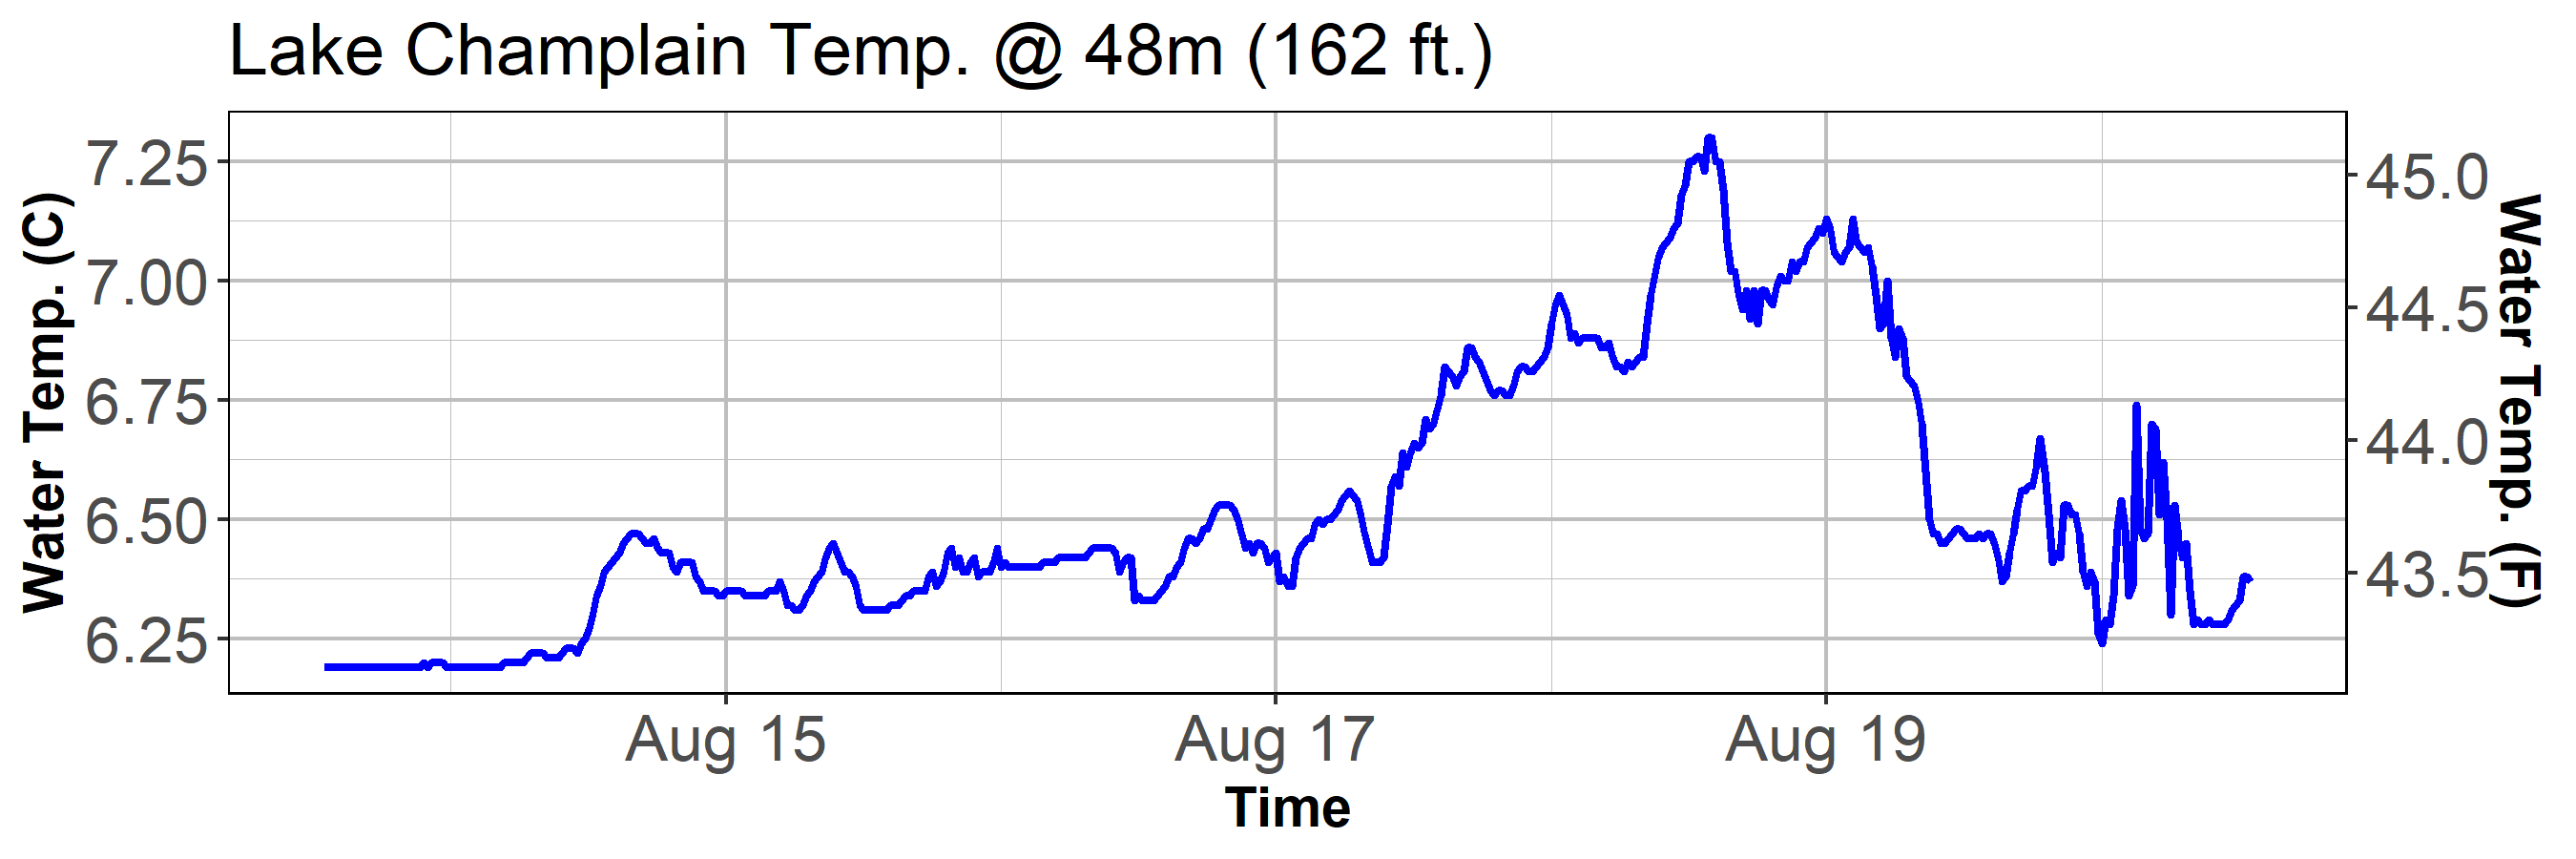 Lake Champlain Temp. @ 48m (162 ft.)
Water Temp. (C)
7.25
7.00
6.75
6.50
6.25
45.0
44.5
44.0
43.5
Water Temp. (F)
Aug 15
Aug 17
Aug 19
Time